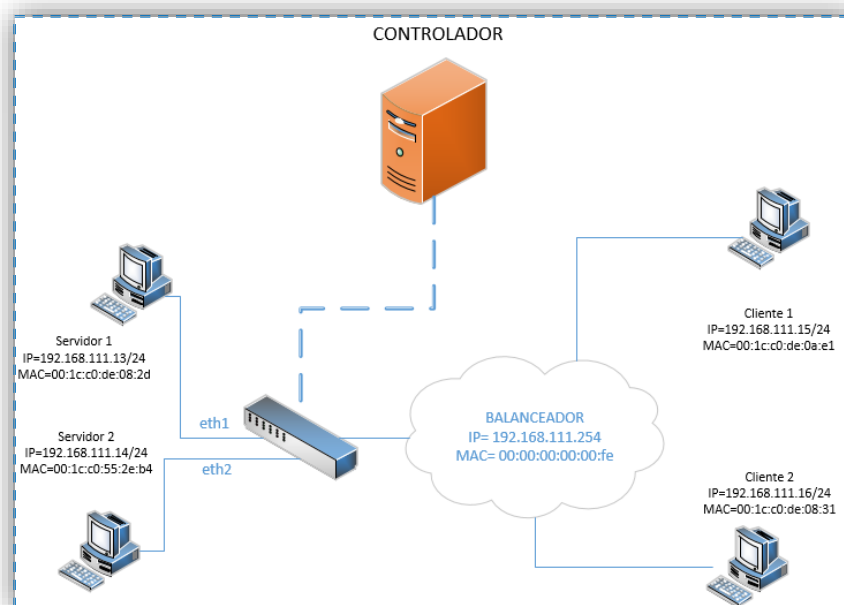 CONTROLADOR
Servidor 1
IP=192.168.111.13/24
MAC=00:1c:c0:de:08:2d
Servidor 2
IP=192.168.111.14/24
MAC=00:1c:c0:55:2e:b4
eth1
eth2
BALANCEADOR
IP= 192.168.111.254
MAC= 00:00:00:00:00:fe
Cliente 1
IP=192.168.111.15/24
MAC=00:1c:c0:de:0a:e1
Cliente 2
IP=192.168.111.16/24
MAC=00:1c:c0:de:08:31